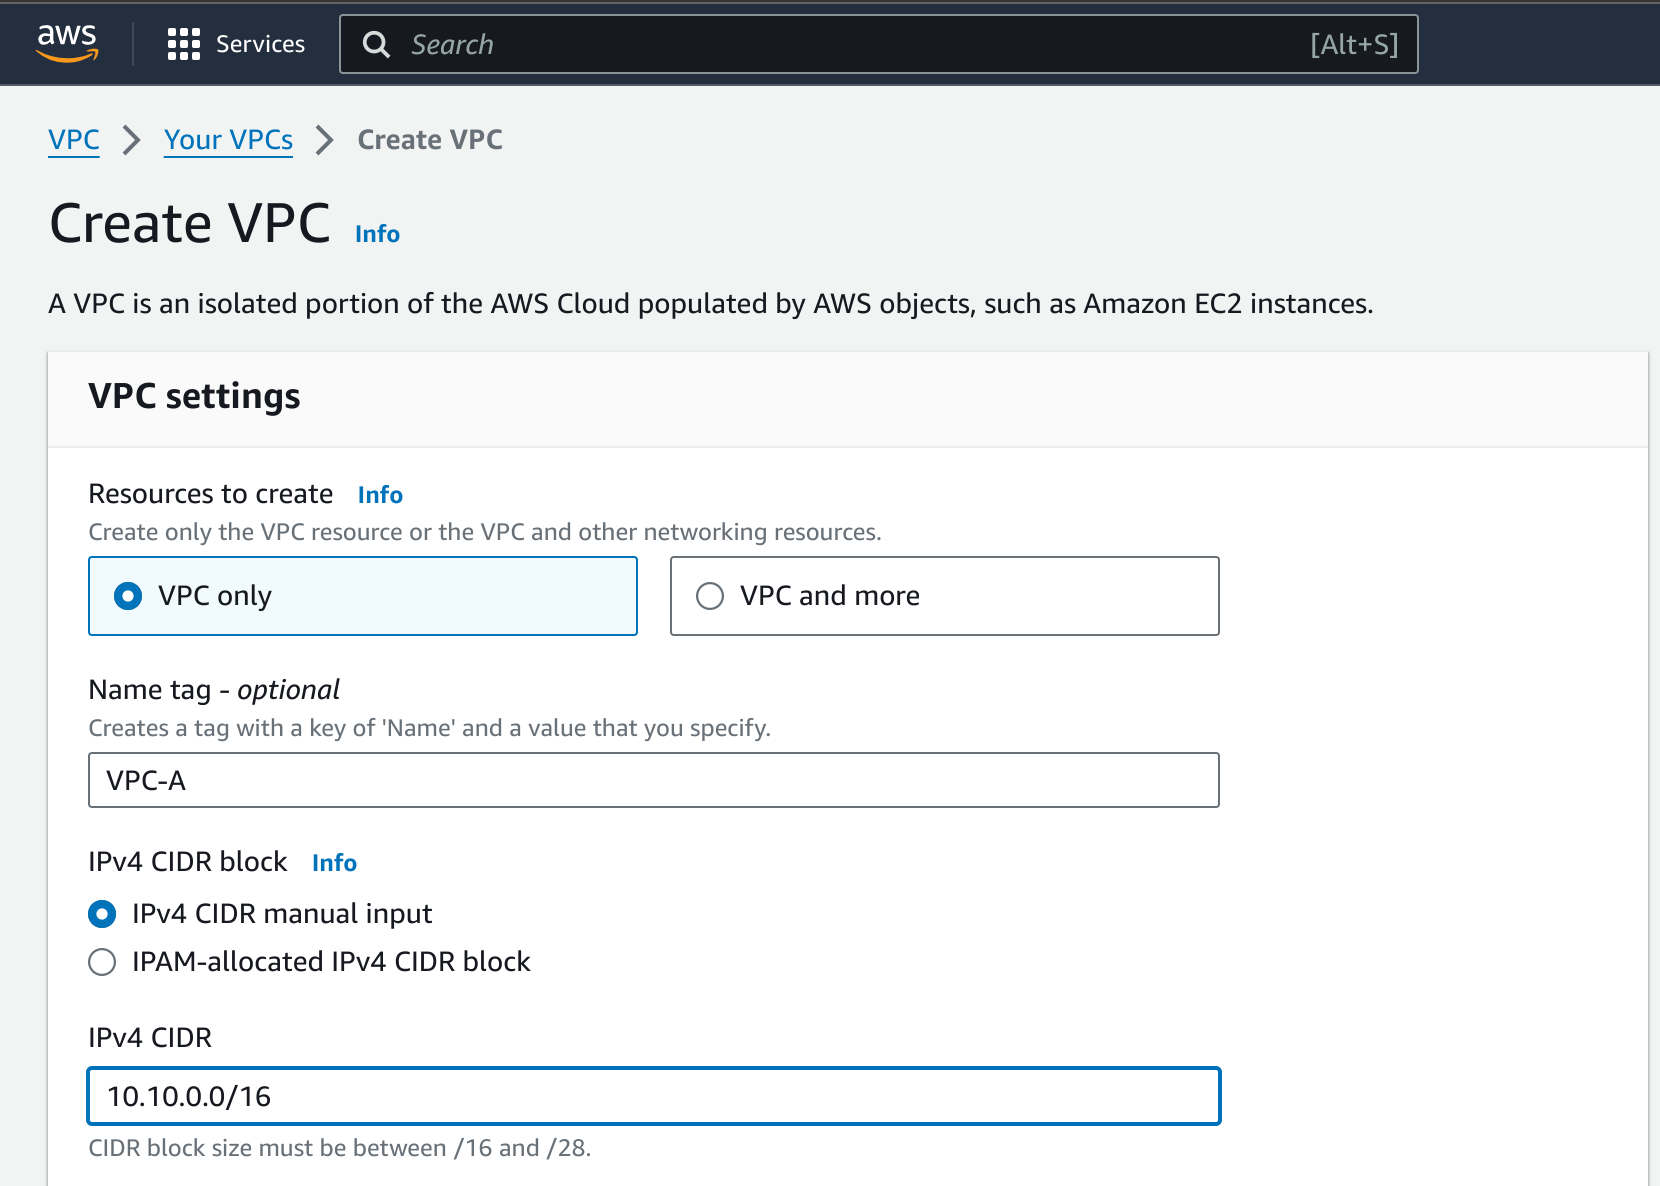 aws Services Search [Alt+S]
VPC Your VPCs Create VPC
Create VPC Info
A VPC is an isolated portion of the AWS Cloud populated by AWS objects, such as Amazon EC2 instances.
VPC settings
Resources to create Info
Create only the VPC resource or the VPC and other networking resources.
VPC only VPC and more
Name tag - optional
Creates a tag with a key of 'Name' and a value that you specify.
VPC-A
IPv4 CIDR block Info
IPv4 CIDR manual input
IPAM-allocated IPv4 CIDR block
IPv4 CIDR
10.10.0.0/16
CIDR block size must be between /16 and /28.